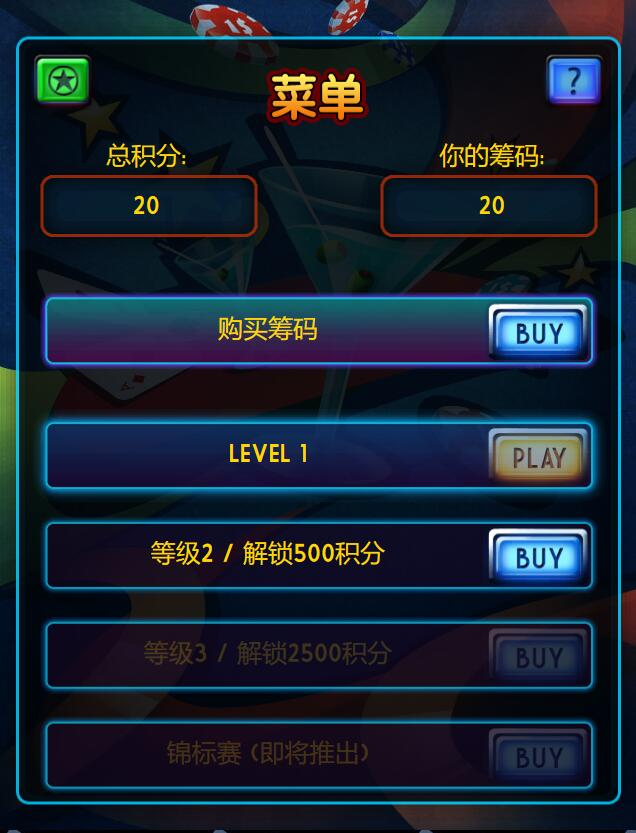 菜单
?
总积分:
你的筹码:
20
20
购买筹码
BUY
LEVEL 1
PLAY
等级2 / 解锁500积分
BUY
等级3 / 解锁2500积分
BUY
锦标赛 (即将推出)
BUY